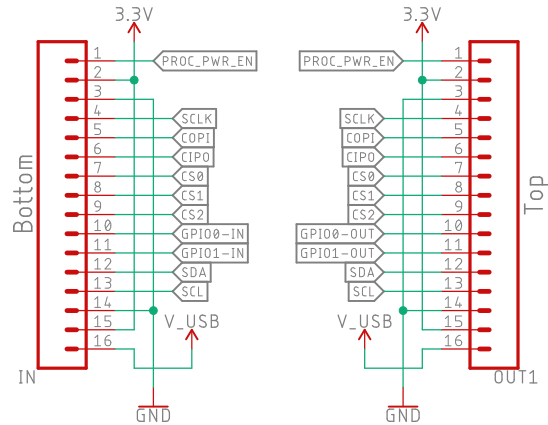 3.3V
3.3V
1 PROC_PWR_EN
2
3
4 SCLK
5 COPI
6 CIPO
7 CS0
8 CS1
9 CS2
10 GPIO0-IN
11 GPIO1-IN
12 SDA
13 SCL
14
15
16
Bottom
IN
V_USB
GND
PROC_PWR_EN 1
2
3
SCLK 4
COPI 5
CIPO 6
CS0 7
CS1 8
CS2 9
GPIO0-OUT 10
GPIO1-OUT 11
SDA 12
SCL 13
14
15
16
Top
V_USB
OUT1
GND